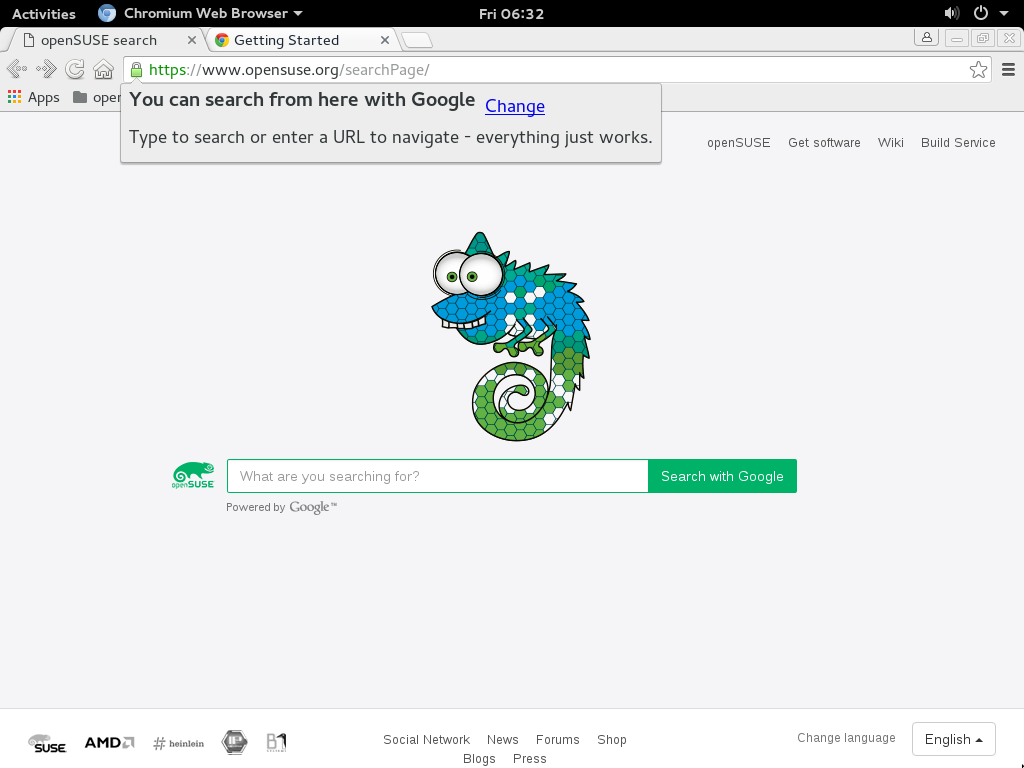 Activities Chromium Web Browser Fri 06:32
openSUSE search Getting Started
https://www.opensuse.org/searchPage/
Apps oper
You can search from here with Google Change
Type to search or enter a URL to navigate - everything just works.
openSUSE Get software Wiki Build Service
openSUSE What are you searching for? Search with Google
Powered by Google™
SUSE AMD # heinlein IP B1 Social Network News Forums Shop Change language English
Blogs Press